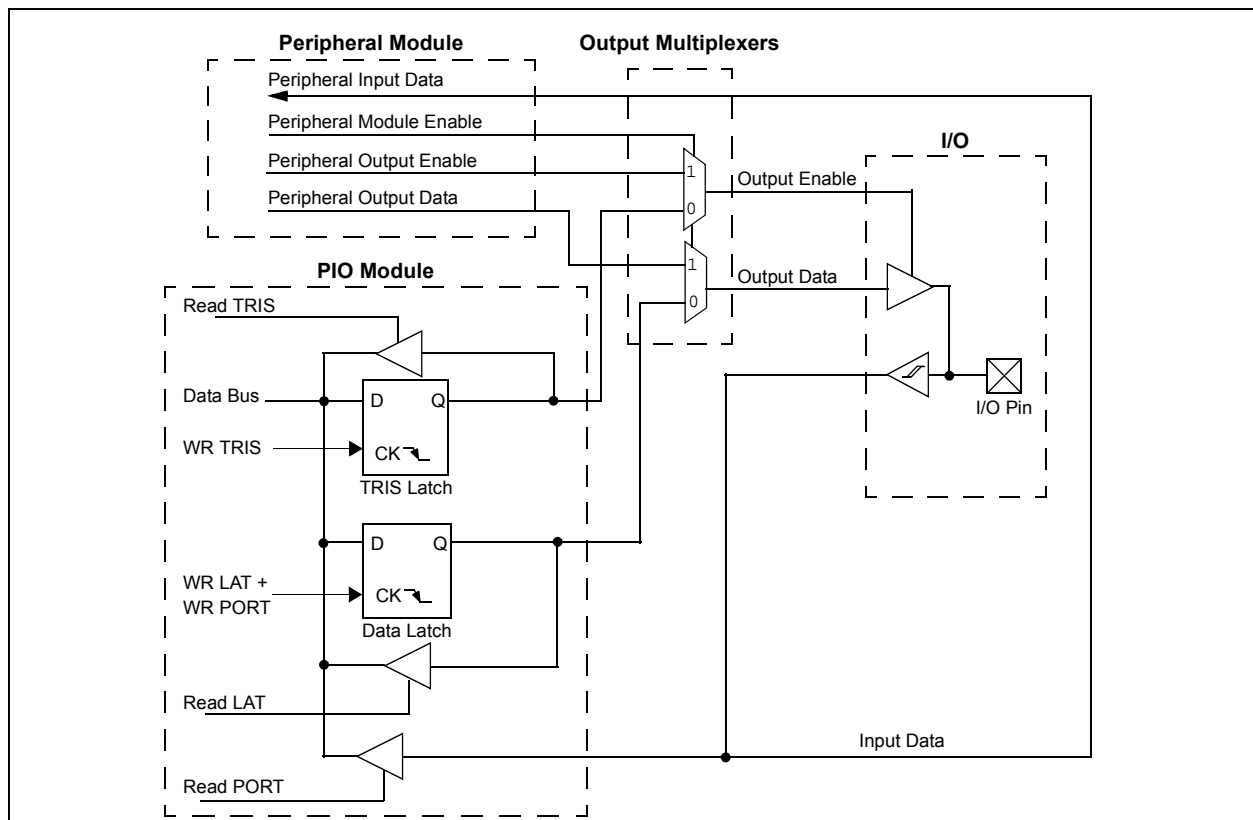 Peripheral Module
Output Multiplexers
Peripheral Input Data
Peripheral Module Enable
Peripheral Output Enable
Peripheral Output Data
1
0
1
0
Output Enable
Output Data
I/O
I/O Pin
PIO Module
Read TRIS
Data Bus
D
Q
WR TRIS
CK
TRIS Latch
D
Q
WR LAT +
WR PORT
CK
Data Latch
Read LAT
Read PORT
Input Data